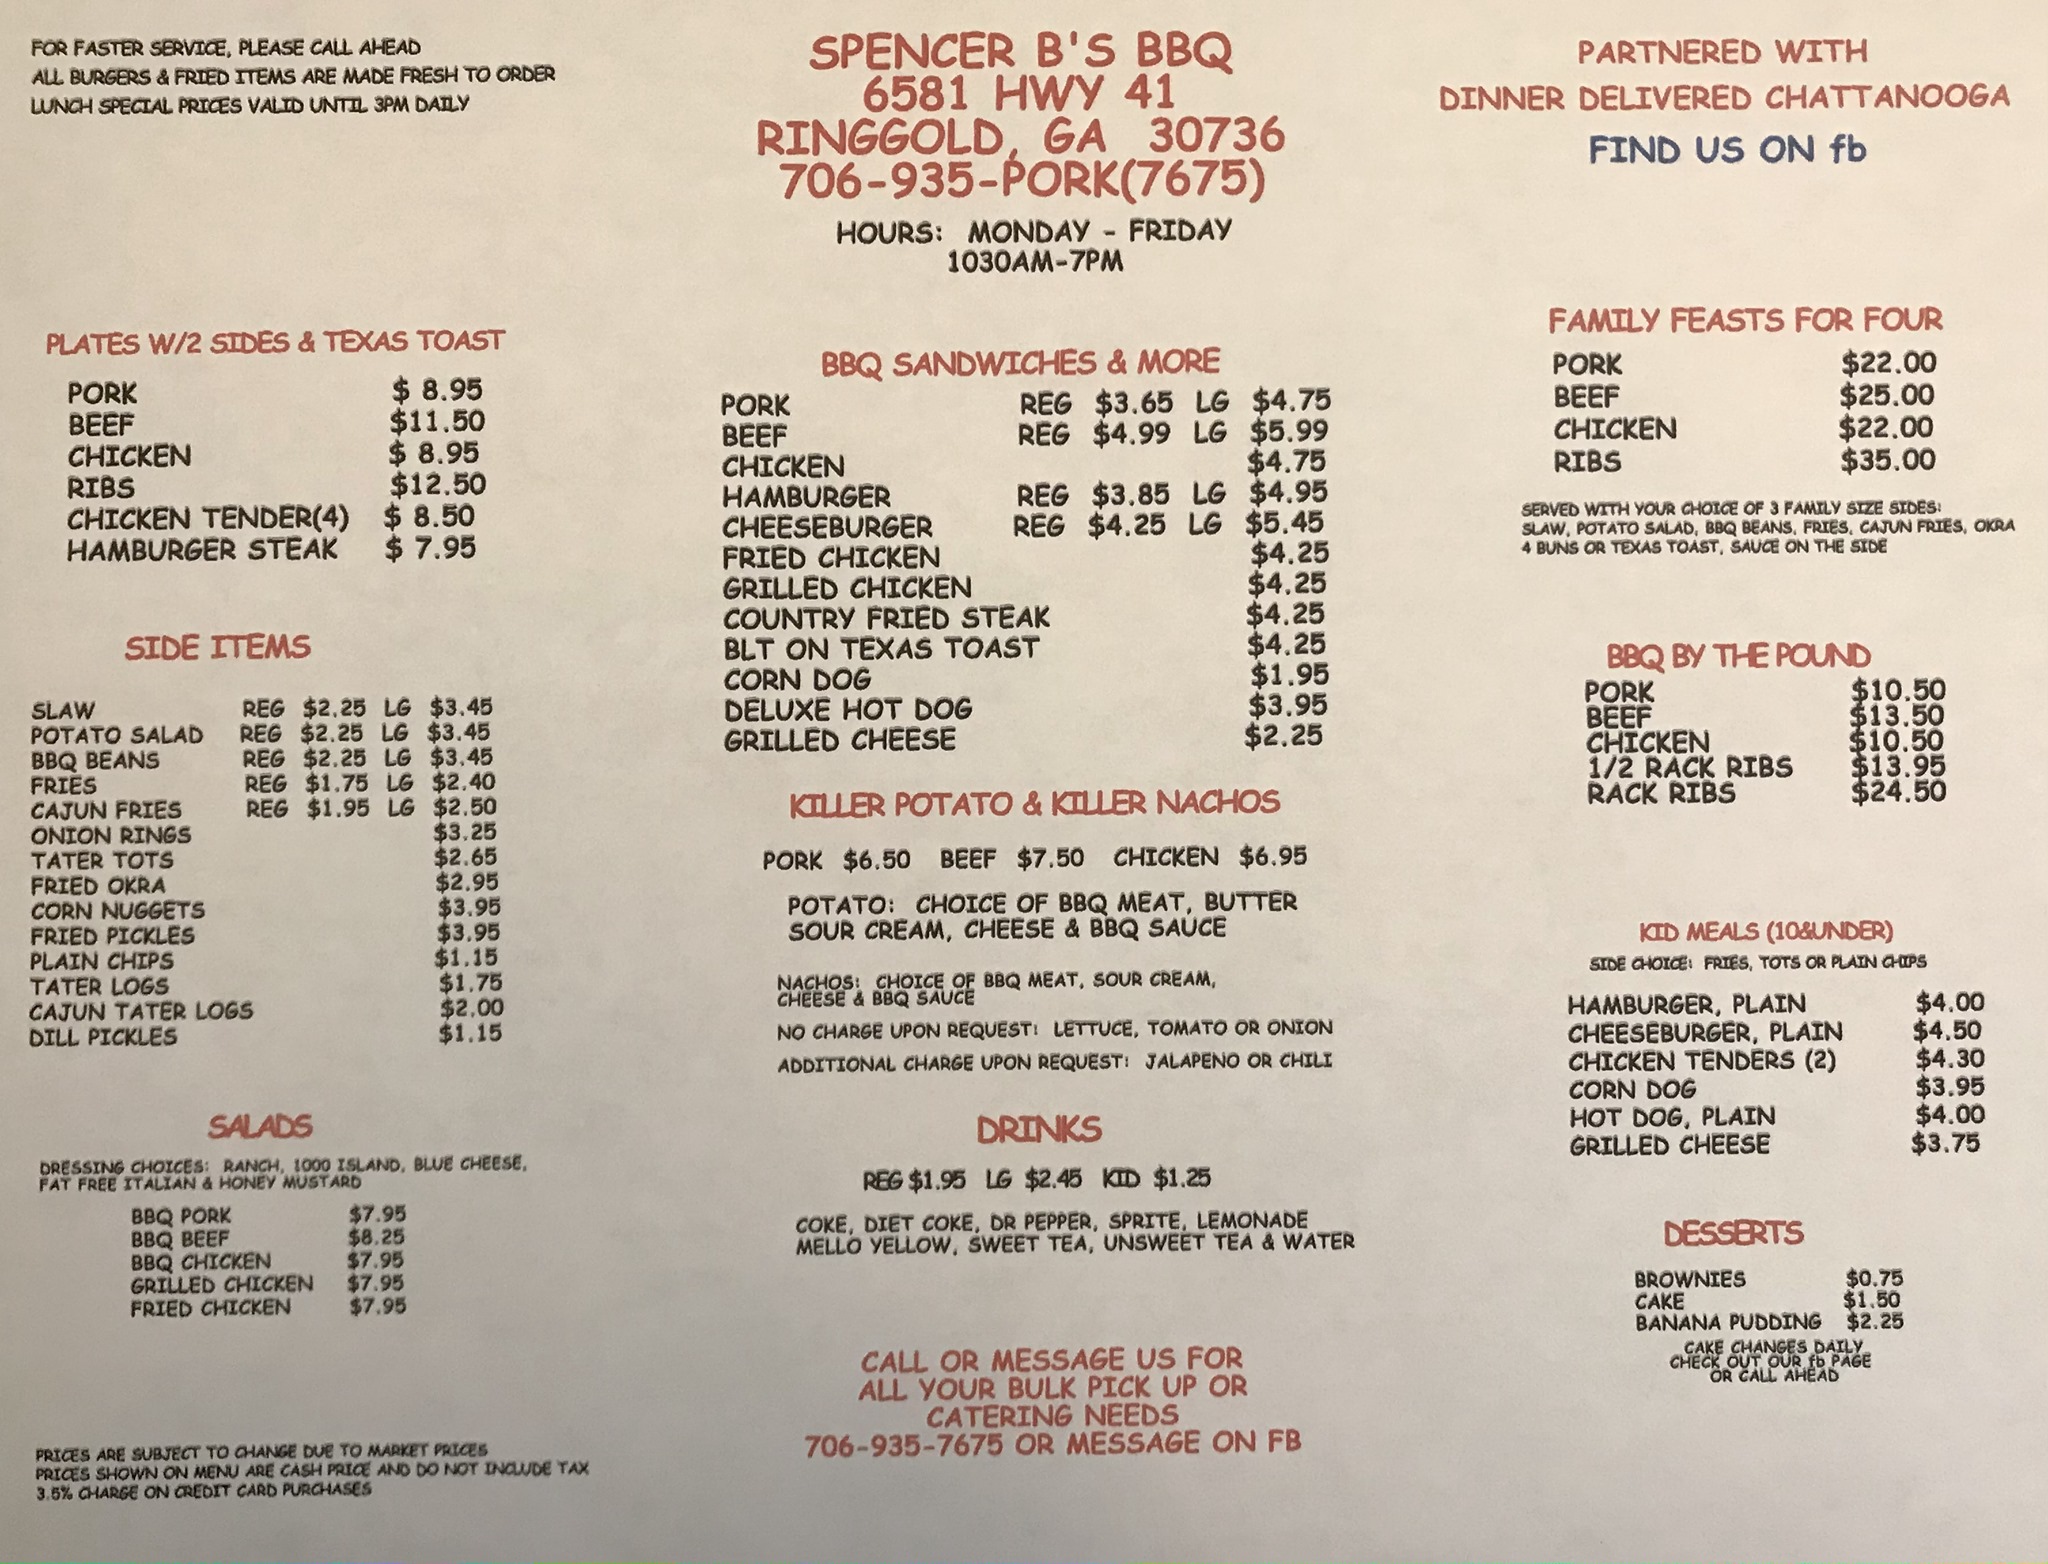 FOR FASTER SERVICE, PLEASE CALL AHEAD
ALL BURGERS & FRIED ITEMS ARE MADE FRESH TO ORDER
LUNCH SPECIAL PRICES VALID UNTIL 3PM DAILY
SPENCER B'S BBQ
6581 HWY 41
RINGGOLD, GA 30736
706-935-PORK(7675)
HOURS: MONDAY - FRIDAY
1030AM-7PM
PARTNERED WITH
DINNER DELIVERED CHATTANOOGA
FIND US ON fb
PLATES W/2 SIDES & TEXAS TOAST
PORK $ 8.95
BEEF $11.50
CHICKEN $ 8.95
RIBS $12.50
CHICKEN TENDER(4) $ 8.50
HAMBURGER STEAK $ 7.95
SIDE ITEMS
SLAW REG $2.25 LG $3.45
POTATO SALAD REG $2.25 LG $3.45
BBQ BEANS REG $2.25 LG $3.45
FRIES REG $1.75 LG $2.40
CAJUN FRIES REG $1.95 LG $2.50
ONION RINGS $3.25
TATER TOTS $2.65
FRIED OKRA $2.95
CORN NUGGETS $3.95
FRIED PICKLES $3.95
PLAIN CHIPS $1.15
TATER LOGS $1.75
CAJUN TATER LOGS $2.00
DILL PICKLES $1.15
SALADS
DRESSING CHOICES: RANCH, 1000 ISLAND, BLUE CHEESE,
FAT FREE ITALIAN & HONEY MUSTARD
BBQ PORK $7.95
BBQ BEEF $8.25
BBQ CHICKEN $7.95
GRILLED CHICKEN $7.95
FRIED CHICKEN $7.95
PRICES ARE SUBJECT TO CHANGE DUE TO MARKET PRICES
PRICES SHOWN ON MENU ARE CASH PRICE AND DO NOT INCLUDE TAX
3.5% CHARGE ON CREDIT CARD PURCHASES
BBQ SANDWICHES & MORE
PORK REG $3.65 LG $4.75
BEEF REG $4.99 LG $5.99
CHICKEN $4.75
HAMBURGER REG $3.85 LG $4.95
CHEESEBURGER REG $4.25 LG $5.45
FRIED CHICKEN $4.25
GRILLED CHICKEN $4.25
COUNTRY FRIED STEAK $4.25
BLT ON TEXAS TOAST $4.25
CORN DOG $1.95
DELUXE HOT DOG $3.95
GRILLED CHEESE $2.25
KILLER POTATO & KILLER NACHOS
PORK $6.50 BEEF $7.50 CHICKEN $6.95
POTATO: CHOICE OF BBQ MEAT, BUTTER
SOUR CREAM, CHEESE & BBQ SAUCE
NACHOS: CHOICE OF BBQ MEAT, SOUR CREAM,
CHEESE & BBQ SAUCE
NO CHARGE UPON REQUEST: LETTUCE, TOMATO OR ONION
ADDITIONAL CHARGE UPON REQUEST: JALAPENO OR CHILI
DRINKS
REG $1.95 LG $2.45 KID $1.25
COKE, DIET COKE, DR PEPPER, SPRITE, LEMONADE
MELLO YELLOW, SWEET TEA, UNSWEET TEA & WATER
CALL OR MESSAGE US FOR
ALL YOUR BULK PICK UP OR
CATERING NEEDS
706-935-7675 OR MESSAGE ON FB
FAMILY FEASTS FOR FOUR
PORK $22.00
BEEF $25.00
CHICKEN $22.00
RIBS $35.00
SERVED WITH YOUR CHOICE OF 3 FAMILY SIZE SIDES:
SLAW, POTATO SALAD, BBQ BEANS, FRIES, CAJUN FRIES, OKRA
4 BUNS OR TEXAS TOAST, SAUCE ON THE SIDE
BBQ BY THE POUND
PORK $10.50
BEEF $13.50
CHICKEN $10.50
1/2 RACK RIBS $13.95
RACK RIBS $24.50
KID MEALS (10&UNDER)
SIDE CHOICE: FRIES, TOTS OR PLAIN CHIPS
HAMBURGER, PLAIN $4.00
CHEESEBURGER, PLAIN $4.50
CHICKEN TENDERS (2) $4.30
CORN DOG $3.95
HOT DOG, PLAIN $4.00
GRILLED CHEESE $3.75
DESSERTS
BROWNIES $0.75
CAKE $1.50
BANANA PUDDING $2.25
CAKE CHANGES DAILY
CHECK OUT OUR fb PAGE
OR CALL AHEAD